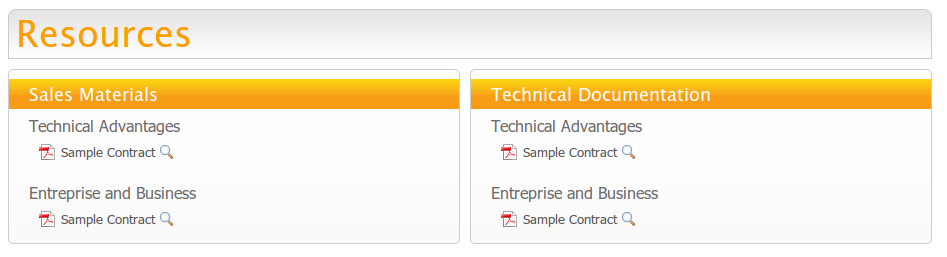 Resources
Sales Materials
Technical Advantages
Sample Contract
Entreprise and Business
Sample Contract
Technical Documentation
Technical Advantages
Sample Contract
Entreprise and Business
Sample Contract